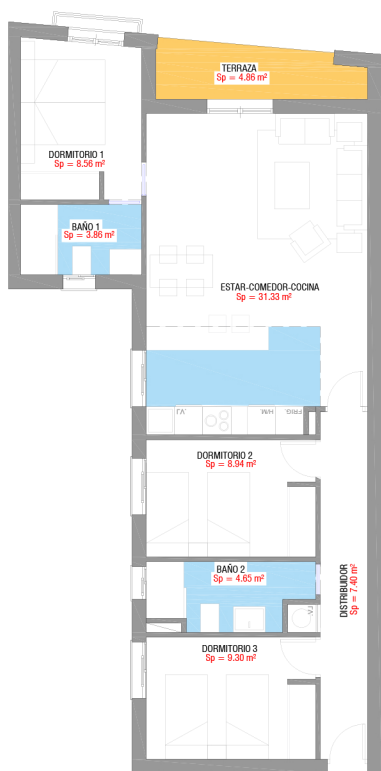 TERRAZA
Sp = 4.86 m²
DORMITORIO 1
Sp = 8.56 m²
BAÑO 1
Sp = 3.86 m²
ESTAR-COMEDOR-COCINA
Sp = 31.33 m²
V.I.
H/M.
FRIG.
DORMITORIO 2
Sp = 8.94 m²
BAÑO 2
Sp = 4.65 m²
L.V.
DISTRIBUIDOR
Sp = 7.40 m²
DORMITORIO 3
Sp = 9.30 m²